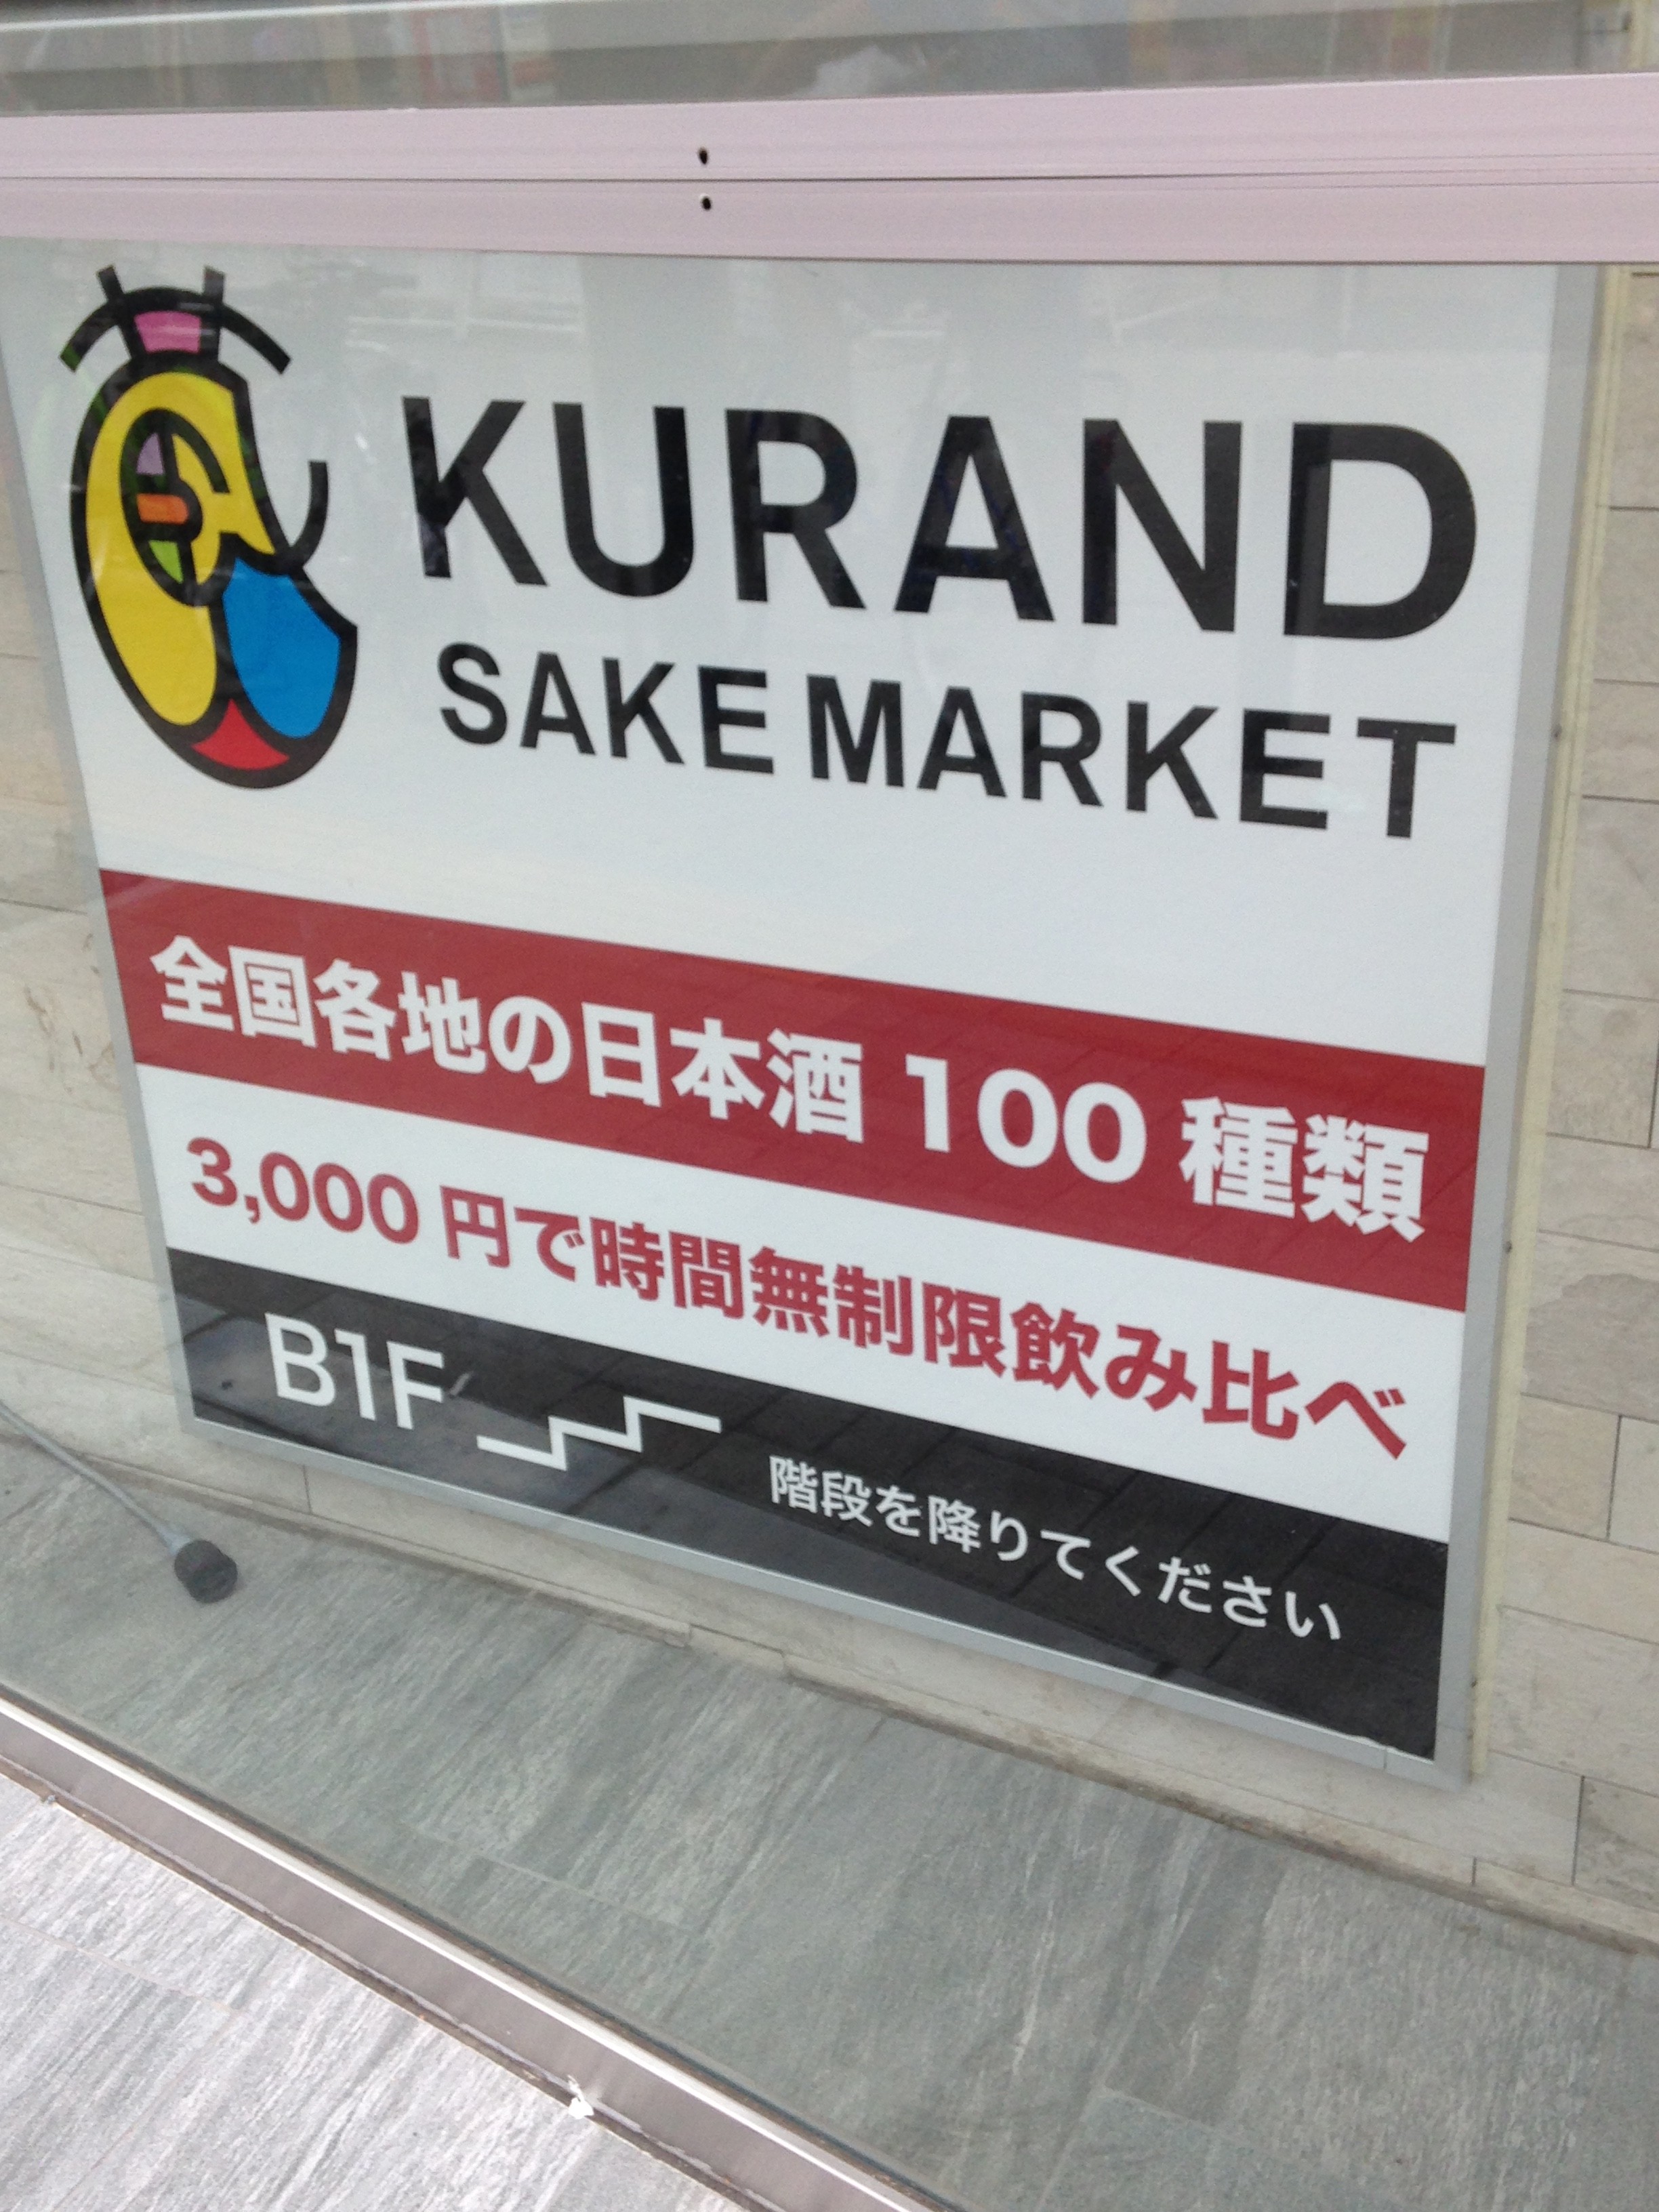 KURAND
SAKE MARKET
全国各地の日本酒 100 種類
3,000 円で時間無制限飲み比べ
B1F 階段を降りてください